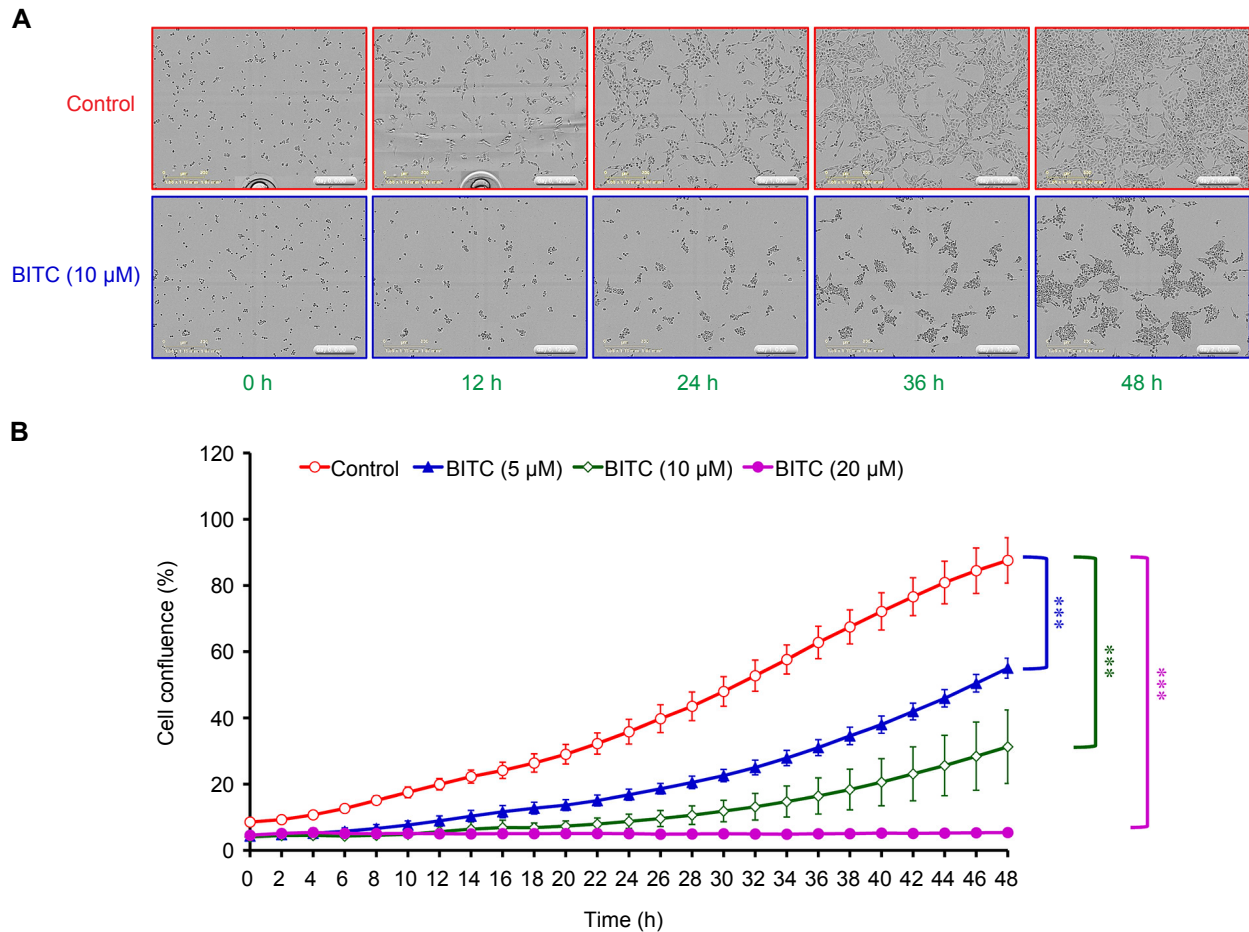 A
Control
BITC (10 µM)
0 h
12 h
24 h
36 h
48 h
B
Control
BITC (5 µM)
BITC (10 µM)
BITC (20 µM)
Cell confluence (%)
120
100
80
60
40
20
0
***
***
***
0 2 4 6 8 10 12 14 16 18 20 22 24 26 28 30 32 34 36 38 40 42 44 46 48
Time (h)